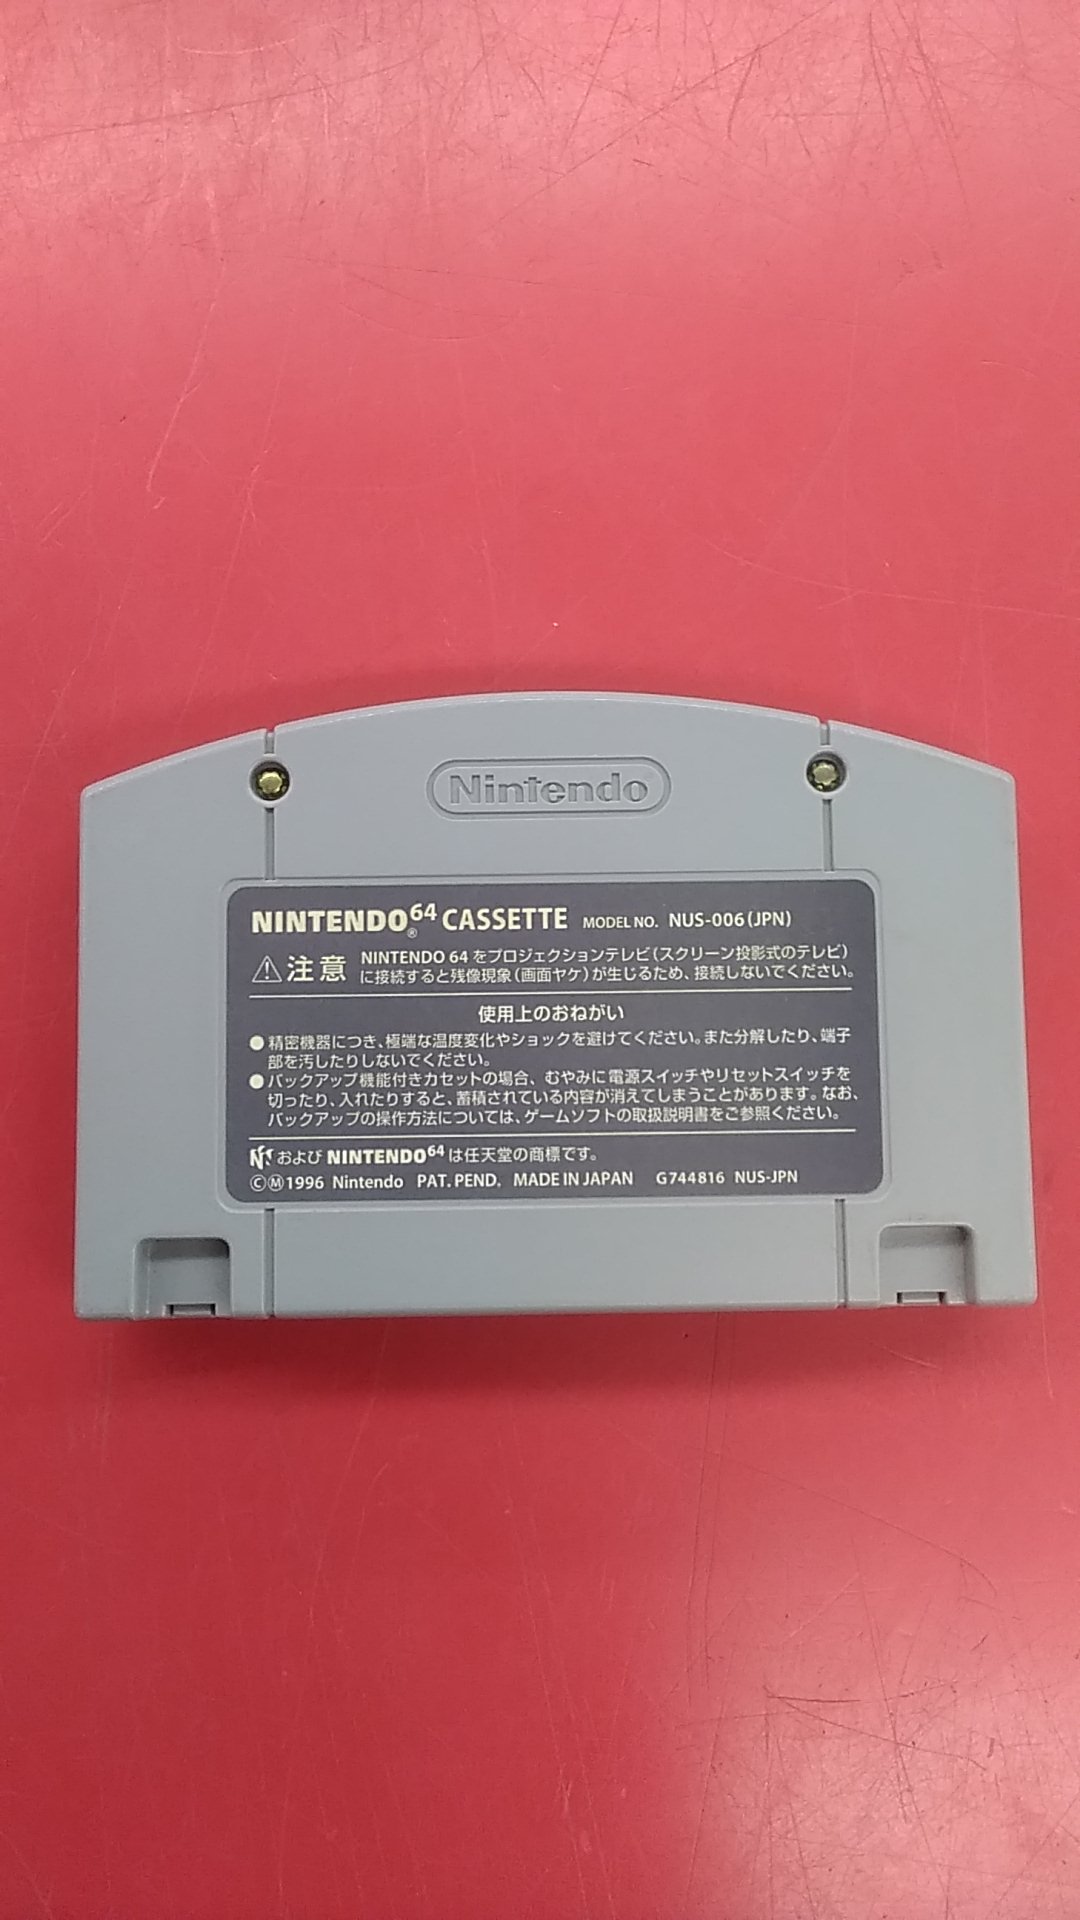 Nintendo
NINTENDO64 CASSETTE MODEL NO. NUS-006(JPN)
⚠注意 NINTENDO 64 をプロジェクションテレビ(スクリーン投影式のテレビ)
に接続すると残像現象(画面ヤケ)が生じるため、接続しないでください。
使用上のおねがい
●精密機器につき、極端な温度変化やショックを避けてください。また分解したり、端子
部を汚したりしないでください。
●バックアップ機能付きカセットの場合、むやみに電源スイッチやリセットスイッチを
切ったり、入れたりすると、蓄積されている内容が消えてしまうことがあります。なお、
バックアップの操作方法については、ゲームソフトの取扱説明書をご参照ください。
N および NINTENDO64 は任天堂の商標です。
ⒸⓂ1996 Nintendo PAT. PEND. MADE IN JAPAN G744816 NUS-JPN